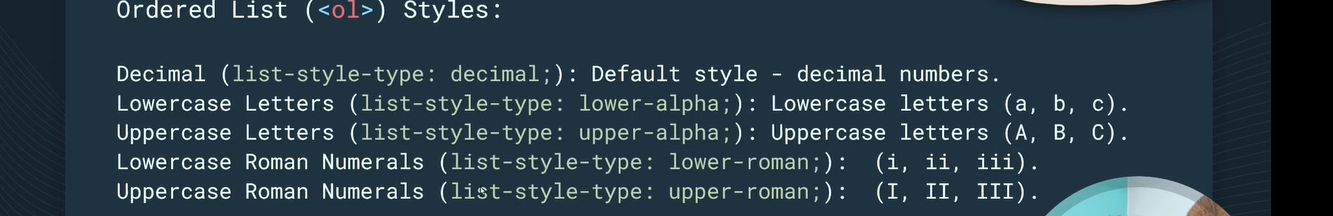 Ordered List (<ol>) Styles:
Decimal (list-style-type: decimal;): Default style - decimal numbers.
Lowercase Letters (list-style-type: lower-alpha;): Lowercase letters (a, b, c).
Uppercase Letters (list-style-type: upper-alpha;): Uppercase letters (A, B, C).
Lowercase Roman Numerals (list-style-type: lower-roman;):  (i, ii, iii).
Uppercase Roman Numerals (list-style-type: upper-roman;):  (I, II, III).